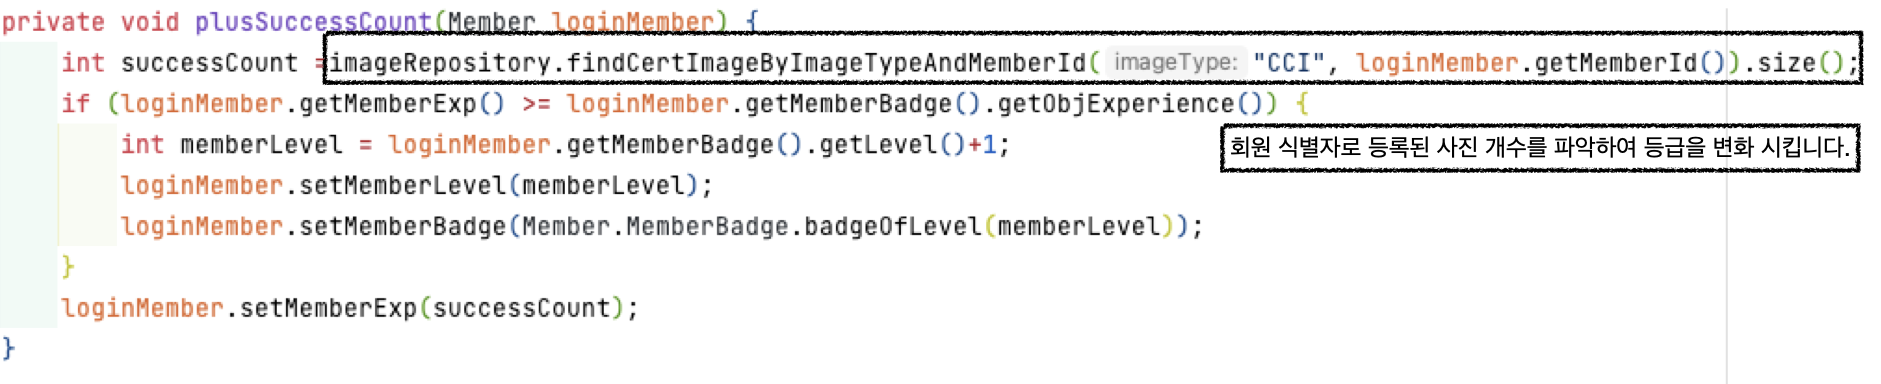 private void plusSuccessCount(Member loginMember) {
int successCount =imageRepository.findCertImageByImageTypeAndMemberId( imageType: "CCI", loginMember.getMemberId()).size();
if (loginMember.getMemberExp() >= loginMember.getMemberBadge().getObjExperience()) {
int memberLevel = loginMember.getMemberBadge().getLevel()+1;
회원 식별자로 등록된 사진 개수를 파악하여 등급을 변화 시킵니다.
loginMember.setMemberLevel(memberLevel);
loginMember.setMemberBadge(Member.MemberBadge.badgeOfLevel(memberLevel));
}
loginMember.setMemberExp(successCount);
}